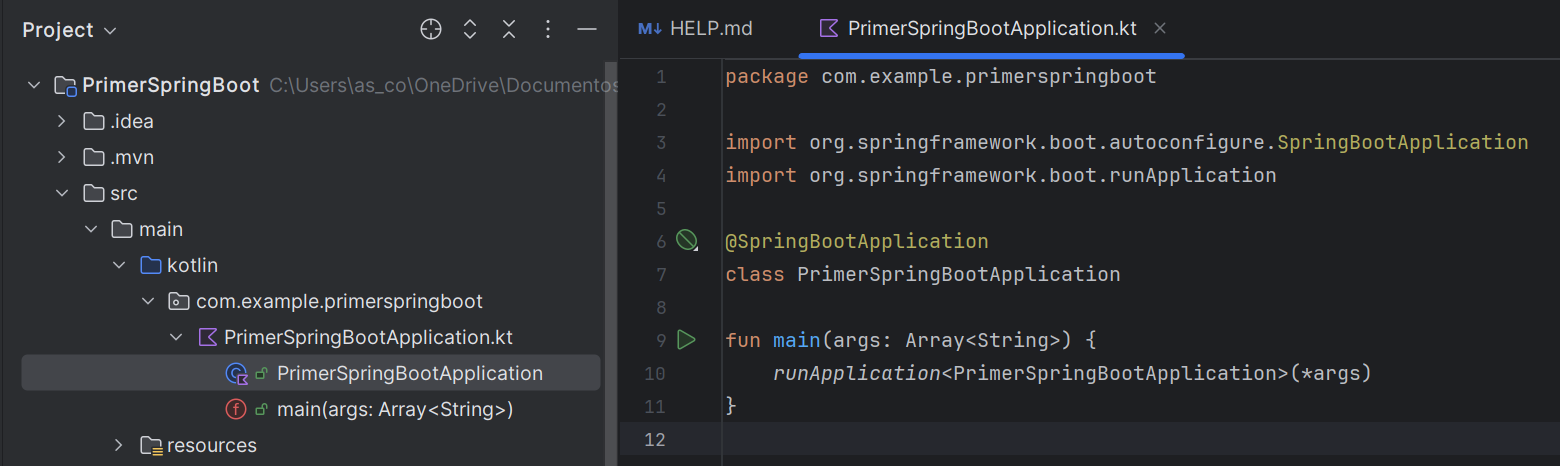 Project
PrimerSpringBoot C:\Users\as_co\OneDrive\Documentos
.idea
.mvn
src
main
kotlin
com.example.primerspringboot
PrimerSpringBootApplication.kt
PrimerSpringBootApplication
main(args: Array<String>)
resources
M↓ HELP.md
PrimerSpringBootApplication.kt
1 package com.example.primerspringboot
2
3 import org.springframework.boot.autoconfigure.SpringBootApplication
4 import org.springframework.boot.runApplication
5
6 @SpringBootApplication
7 class PrimerSpringBootApplication
8
9 fun main(args: Array<String>) {
10 runApplication<PrimerSpringBootApplication>(*args)
11 }
12